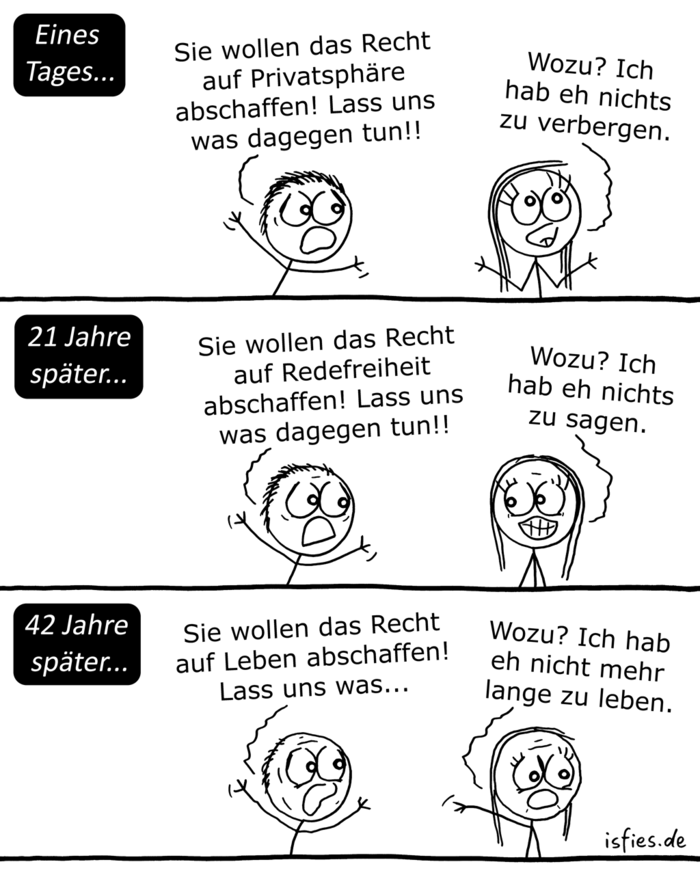 Eines
Tages...
Sie wollen das Recht
auf Privatsphäre
abschaffen! Lass uns
was dagegen tun!!
Wozu? Ich
hab eh nichts
zu verbergen.
21 Jahre
später...
Sie wollen das Recht
auf Redefreiheit
abschaffen! Lass uns
was dagegen tun!!
Wozu? Ich
hab eh nichts
zu sagen.
42 Jahre
später...
Sie wollen das Recht
auf Leben abschaffen!
Lass uns was...
Wozu? Ich hab
eh nicht mehr
lange zu leben.
isfies.de